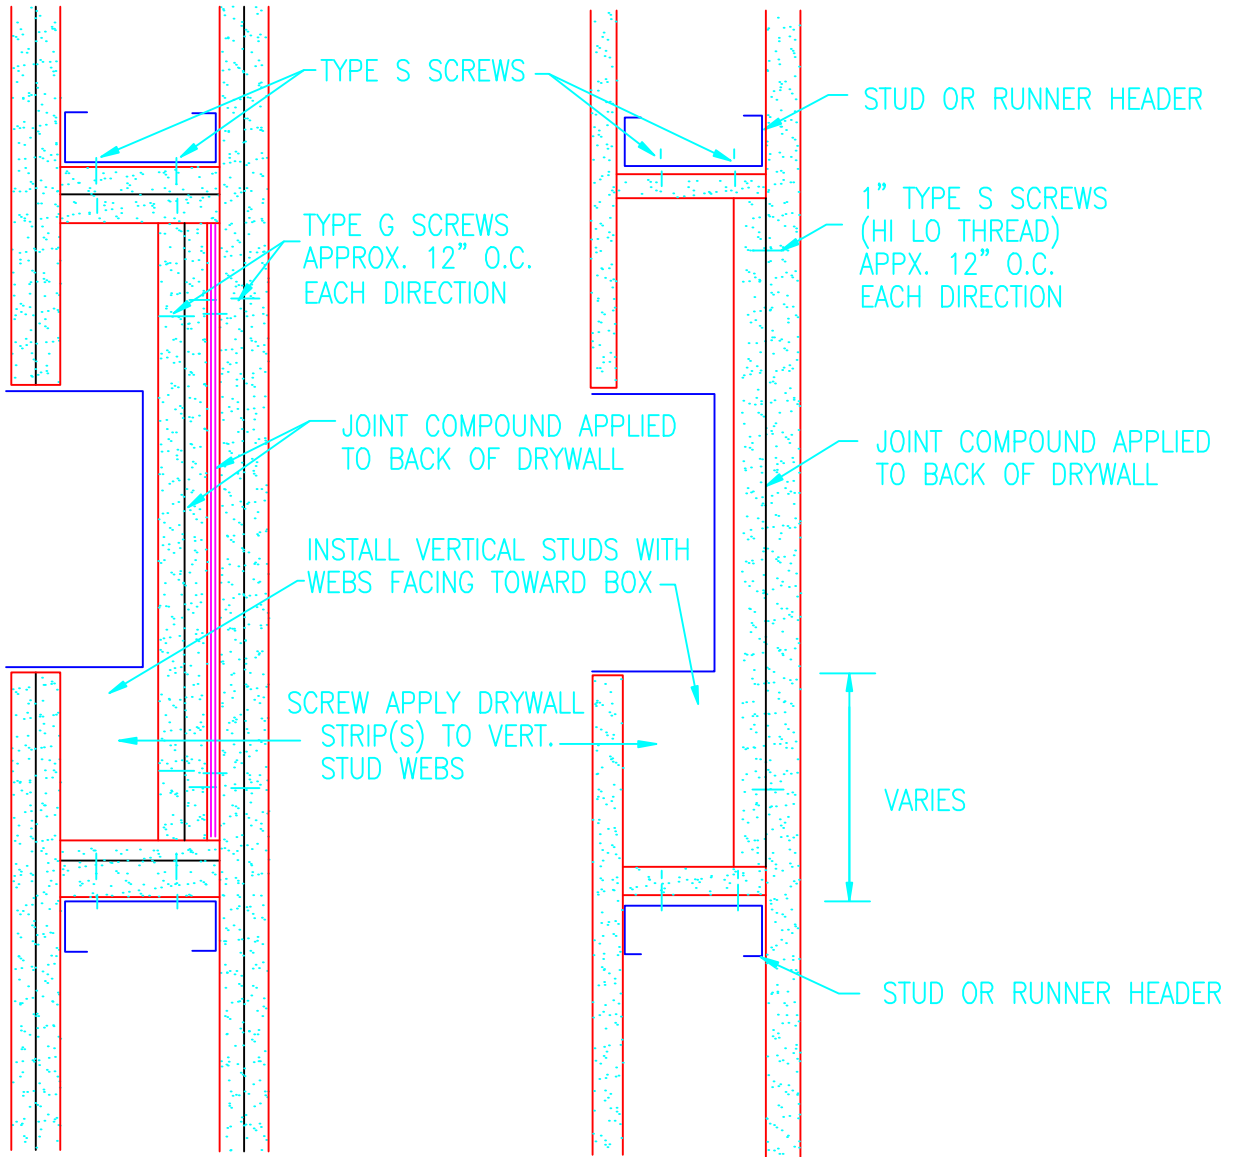 TYPE S SCREWS
STUD OR RUNNER HEADER
1” TYPE S SCREWS
(HI LO THREAD)
APPX. 12” O.C.
EACH DIRECTION
TYPE G SCREWS
APPROX. 12” O.C.
EACH DIRECTION
JOINT COMPOUND APPLIED
TO BACK OF DRYWALL
JOINT COMPOUND APPLIED
TO BACK OF DRYWALL
INSTALL VERTICAL STUDS WITH
WEBS FACING TOWARD BOX
SCREW APPLY DRYWALL
STRIP(S) TO VERT.
STUD WEBS
VARIES
STUD OR RUNNER HEADER